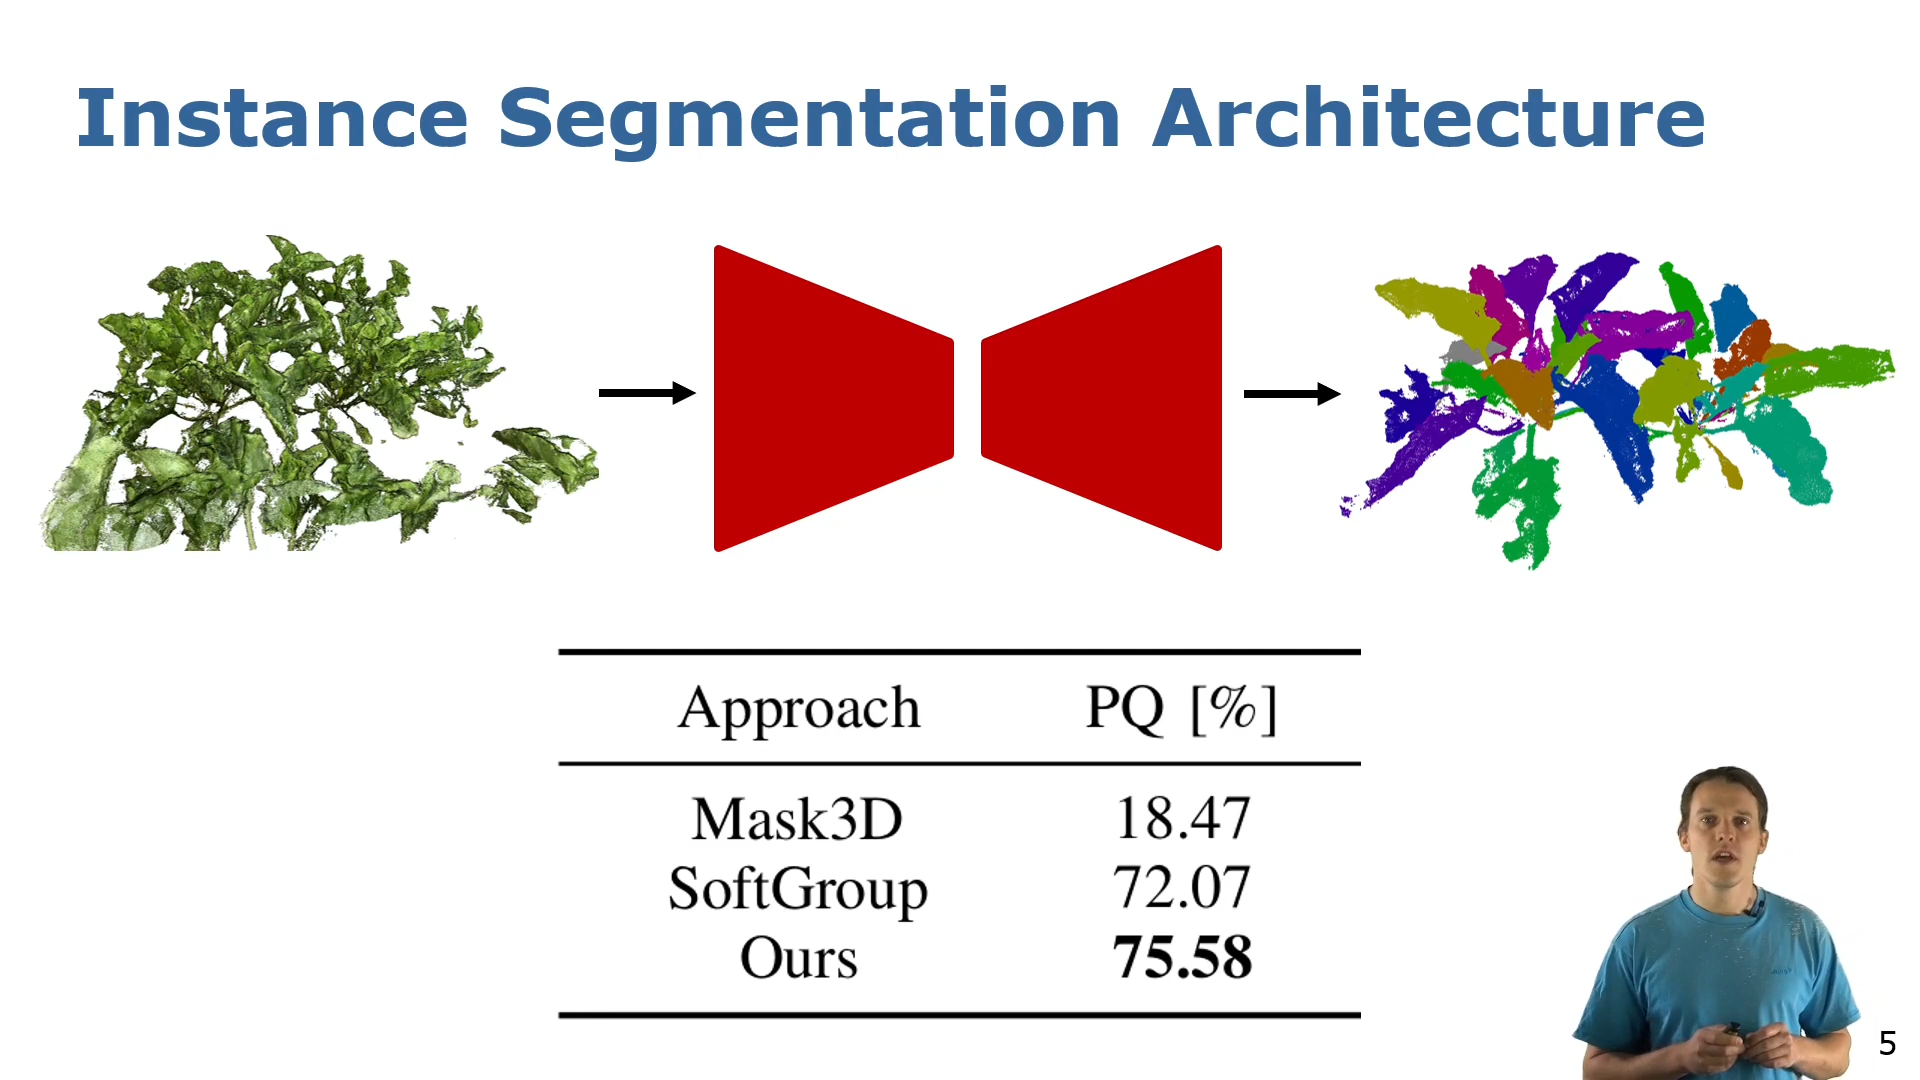 Instance Segmentation Architecture
Approach PQ [%]
Mask3D 18.47
SoftGroup 72.07
Ours 75.58
5